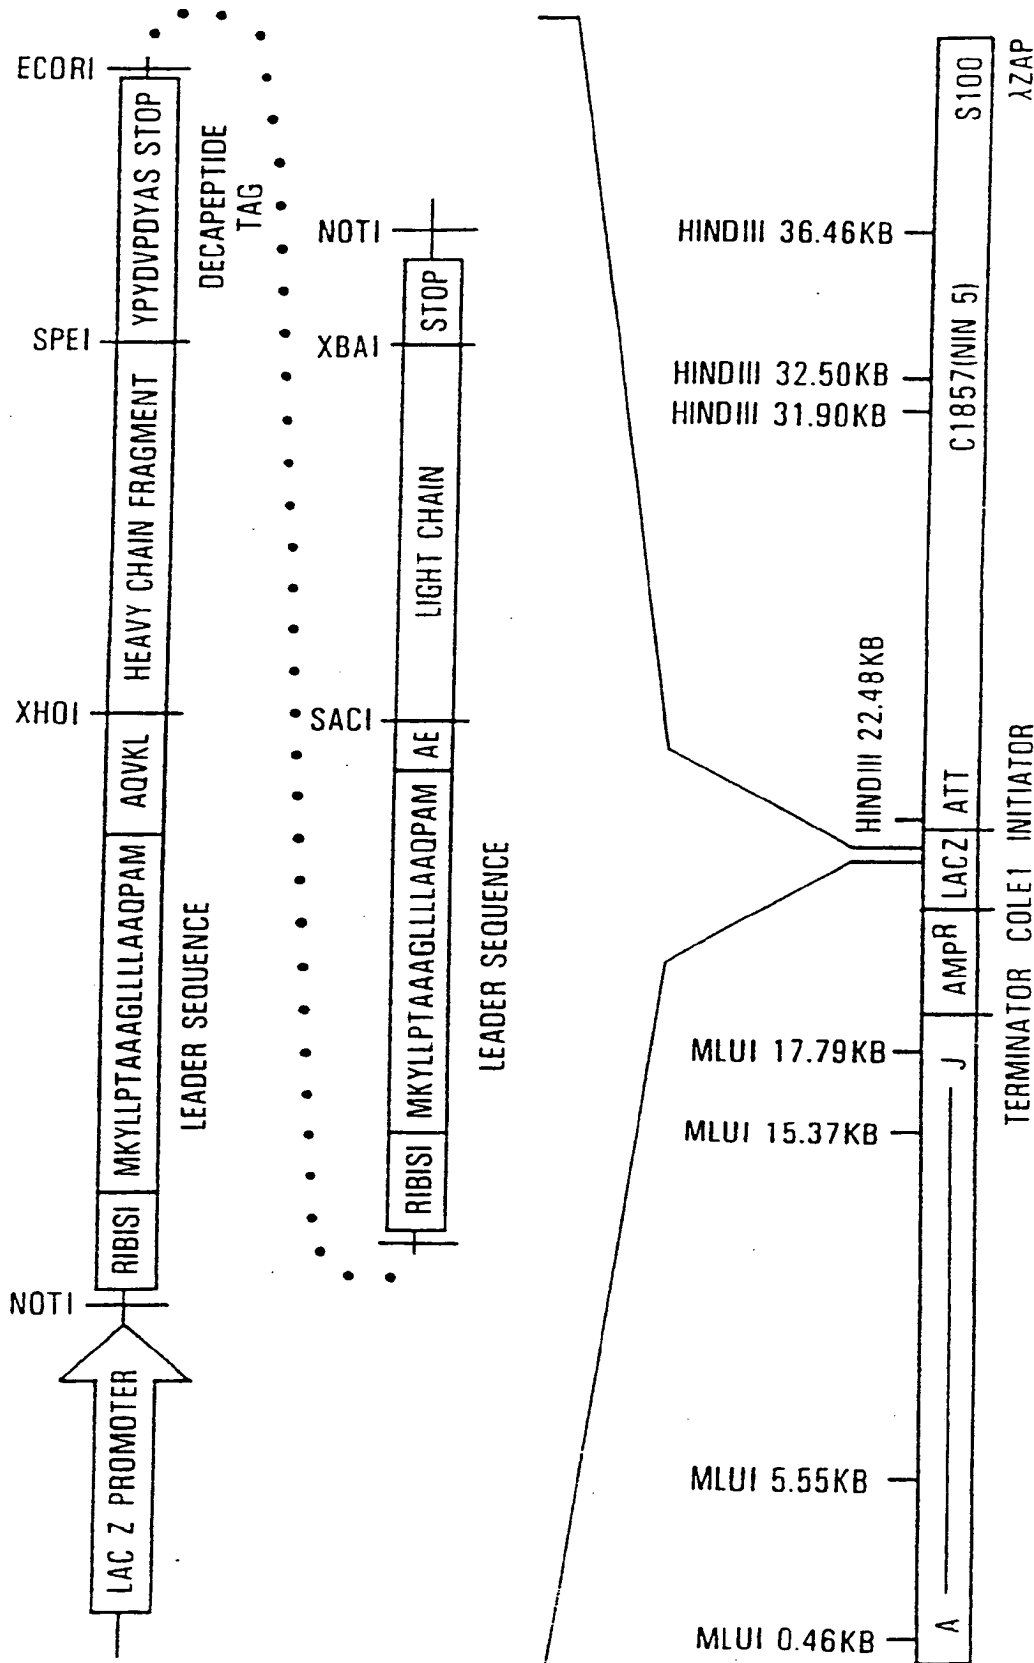 LAC Z PROMOTER
NOTI
RIBISI
MKYLLPTAAAGLLLLAAQPAM
LEADER SEQUENCE
AQVKL
XHOI
HEAVY CHAIN FRAGMENT
SPEI
YPYDVPDYAS STOP
DECAPEPTIDE
TAG
ECORI
RIBISI
MKYLLPTAAAGLLLLAAQPAM
LEADER SEQUENCE
AE
SACI
LIGHT CHAIN
XBAI
STOP
NOTI
MLUI 0.46KB
MLUI 5.55KB
MLUI 15.37KB
MLUI 17.79KB
HINDIII 22.48KB
HINDIII 31.90KB
HINDIII 32.50KB
HINDIII 36.46KB
A
J
AMPR
LACZ
ATT
C1857(NIN 5)
S100
TERMINATOR COLE1 INITIATOR
λZAP